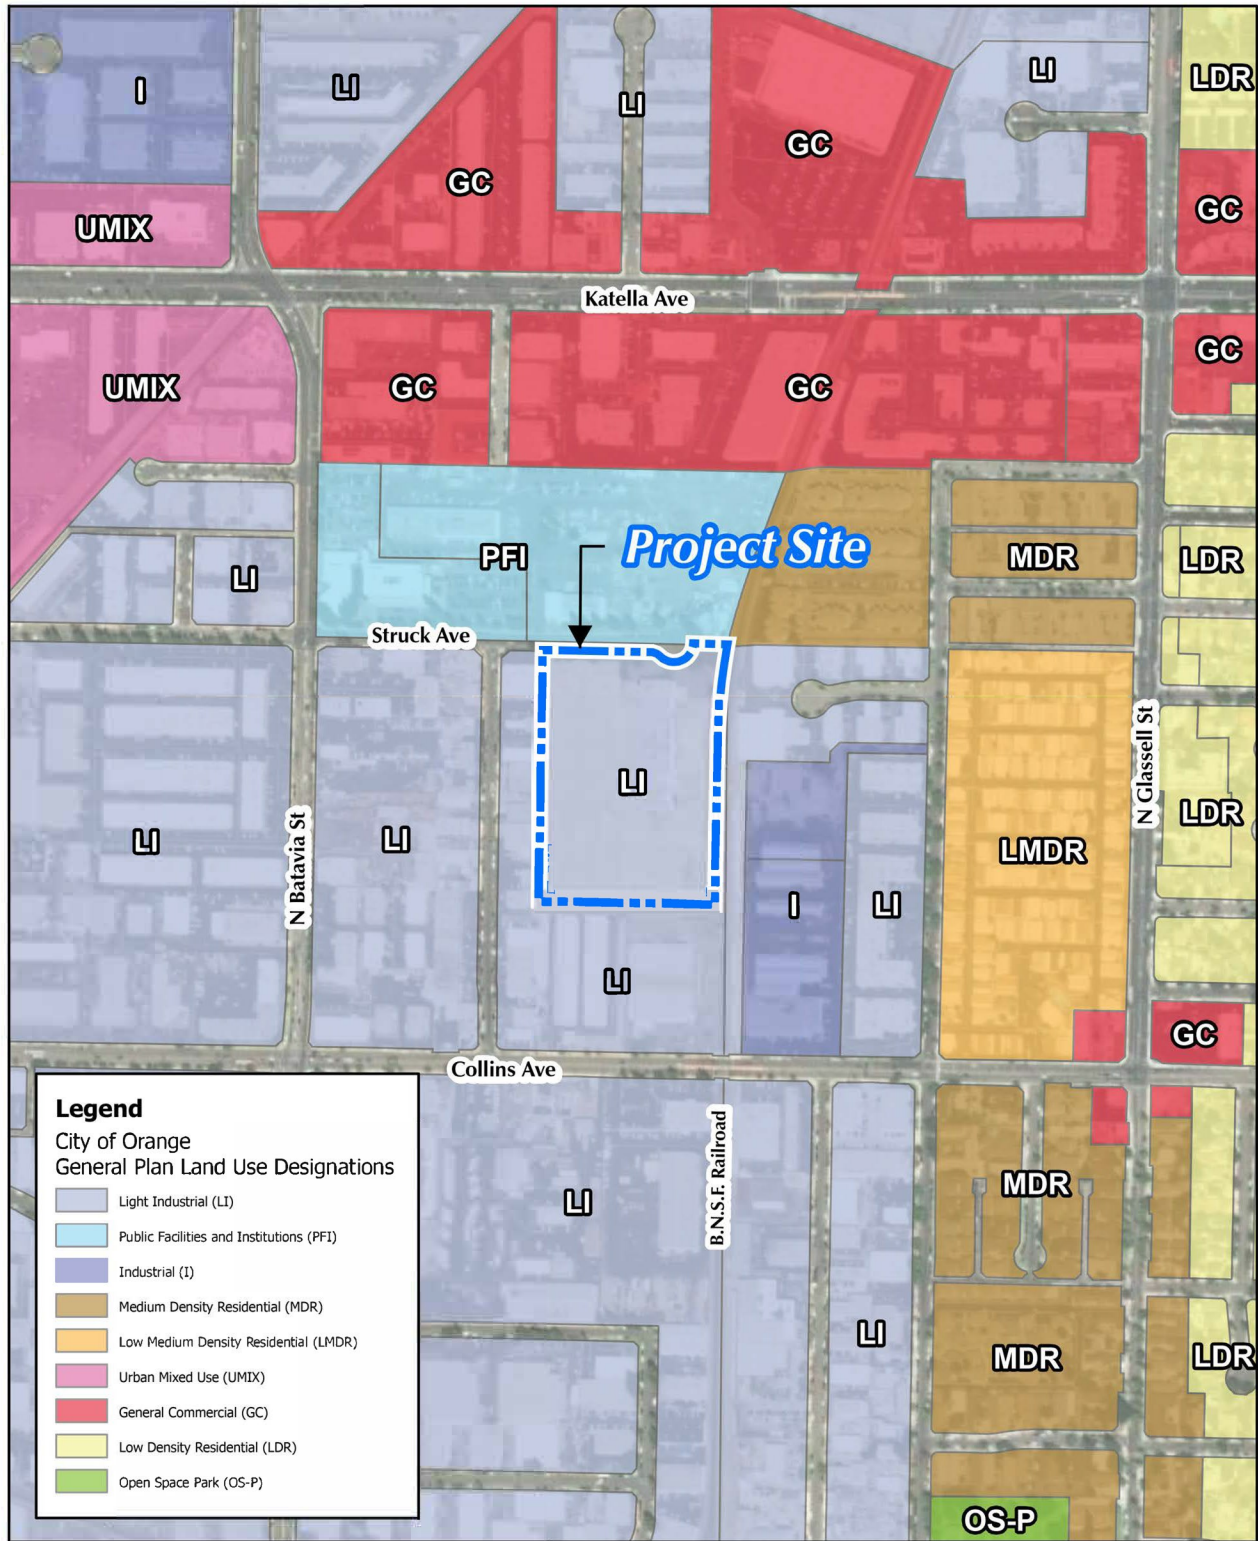 I
LI
LI
LI
LDR
GC
GC
GC
UMIX
Katella Ave
UMIX
GC
GC
GC
Project Site
PFI
MDR
LDR
LI
Struck Ave
N Glassell St
LI
LI
LI
LDR
N Batavia St
LMDR
I
LI
LI
GC
Collins Ave
B.N.S.F. Railroad
MDR
LI
LI
MDR
LDR
OS-P
Legend
City of Orange
General Plan Land Use Designations
Light Industrial (LI)
Public Facilities and Institutions (PFI)
Industrial (I)
Medium Density Residential (MDR)
Low Medium Density Residential (LMDR)
Urban Mixed Use (UMIX)
General Commercial (GC)
Low Density Residential (LDR)
Open Space Park (OS-P)